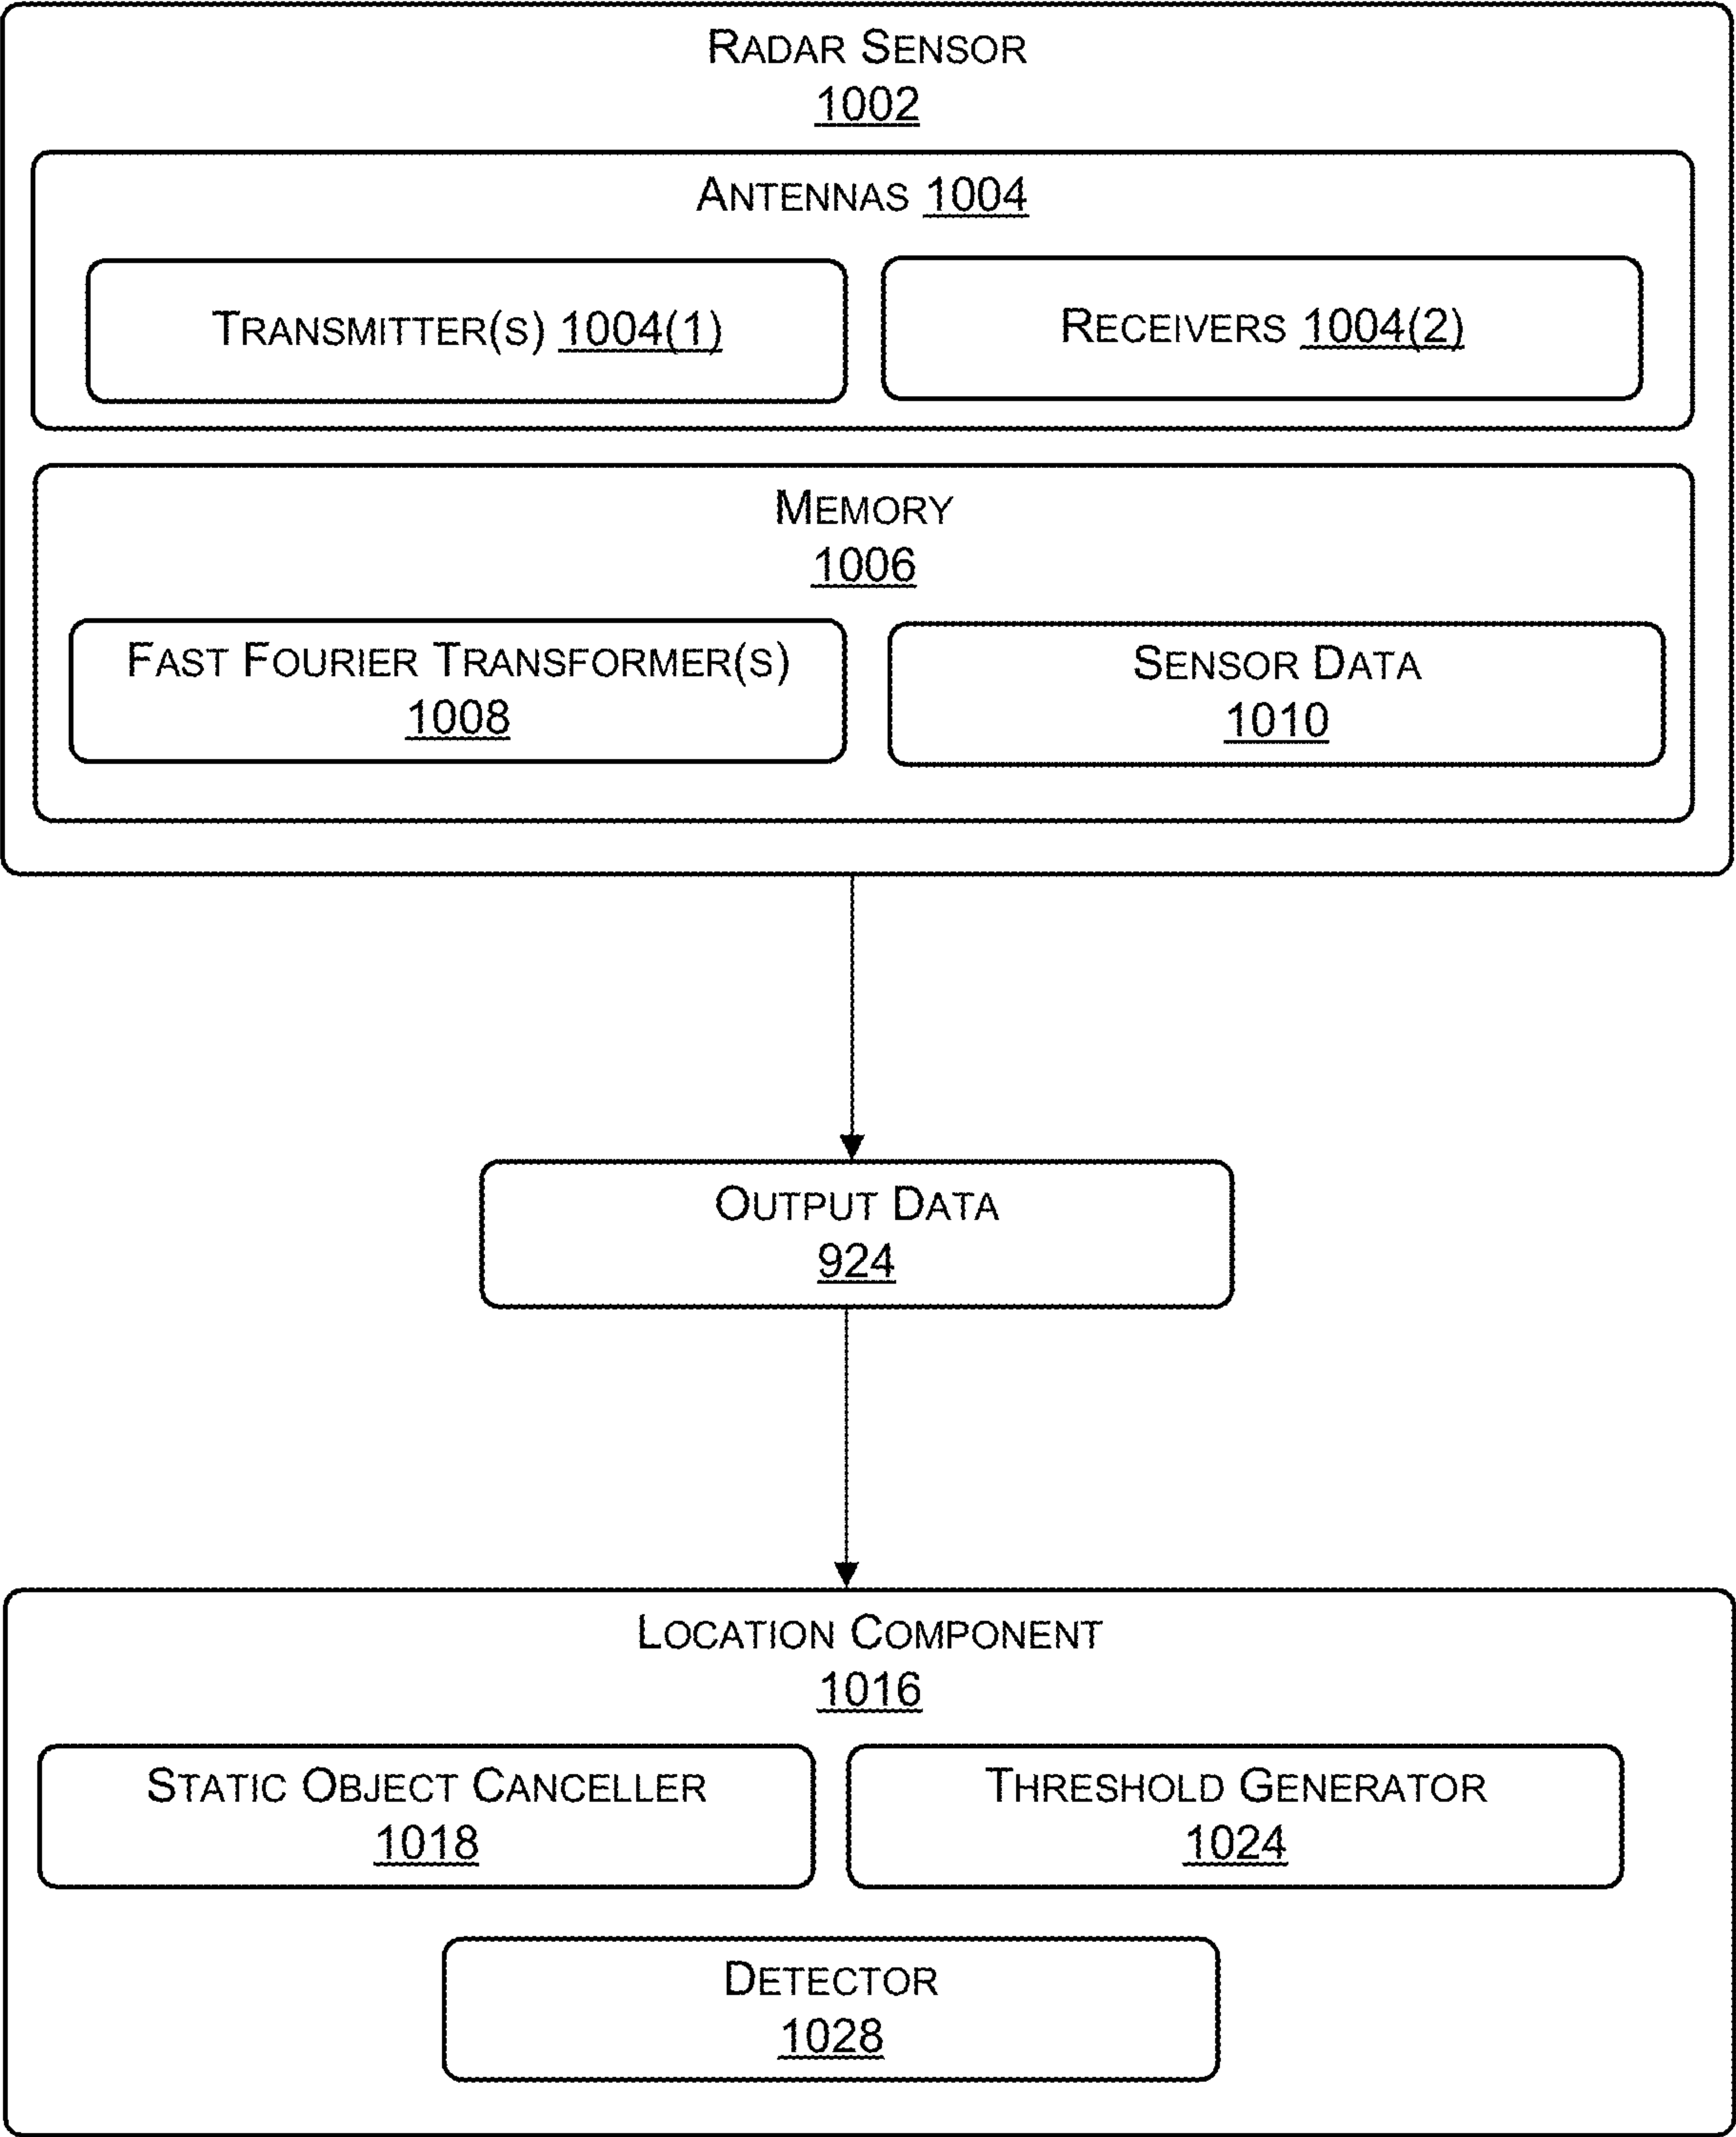 RADAR SENSOR
1002
ANTENNAS 1004
TRANSMITTER(S) 1004(1)
RECEIVERS 1004(2)
MEMORY
1006
FAST FOURIER TRANSFORMER(S)
1008
SENSOR DATA
1010
OUTPUT DATA
924
LOCATION COMPONENT
1016
STATIC OBJECT CANCELLER
1018
THRESHOLD GENERATOR
1024
DETECTOR
1028